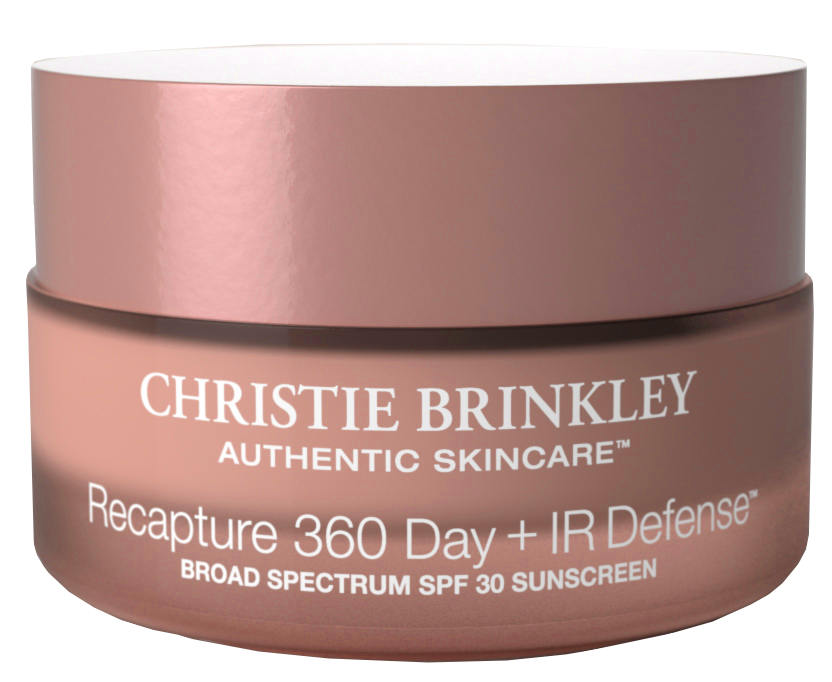 CHRISTIE BRINKLEY
AUTHENTIC SKINCARE™
Recapture 360 Day + IR Defense™
BROAD SPECTRUM SPF 30 SUNSCREEN